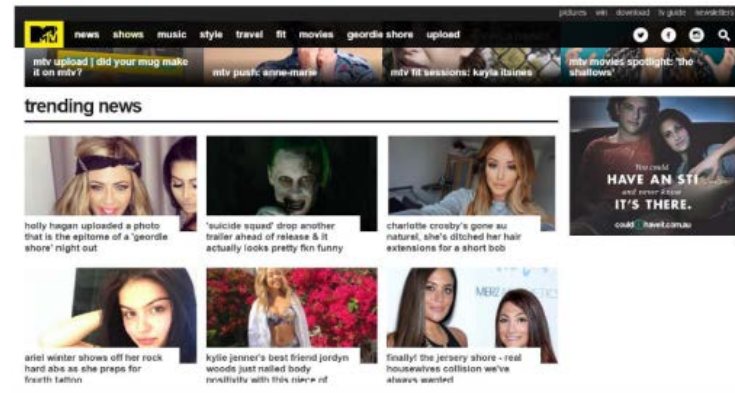 pictures win download tv guide newsletters
MTV news shows music style travel fit movies geordie shore upload
mtv upload | did your mug make
it on mtv?
mtv push: anne-marie
mtv fit sessions: kayla itsines
mtv movies spotlight: 'the
shallows'
trending news
You could
HAVE AN STI
and never know
IT'S THERE.
could i haveit.com.au
holly hagan uploaded a photo
that is the epitome of a 'geordie
shore' night out
'suicide squad' drop another
trailer ahead of release & it
actually looks pretty fkn funny
charlotte crosby's gone au
naturel, she's ditched her hair
extensions for a short bob
MERZ
ariel winter shows off her rock
hard abs as she preps for
fourth tattoo
kylie jenner's best friend jordyn
woods just nailed body
positivity with this piece of
finally! the jersery shore - real
housewives collision we've
always wanted